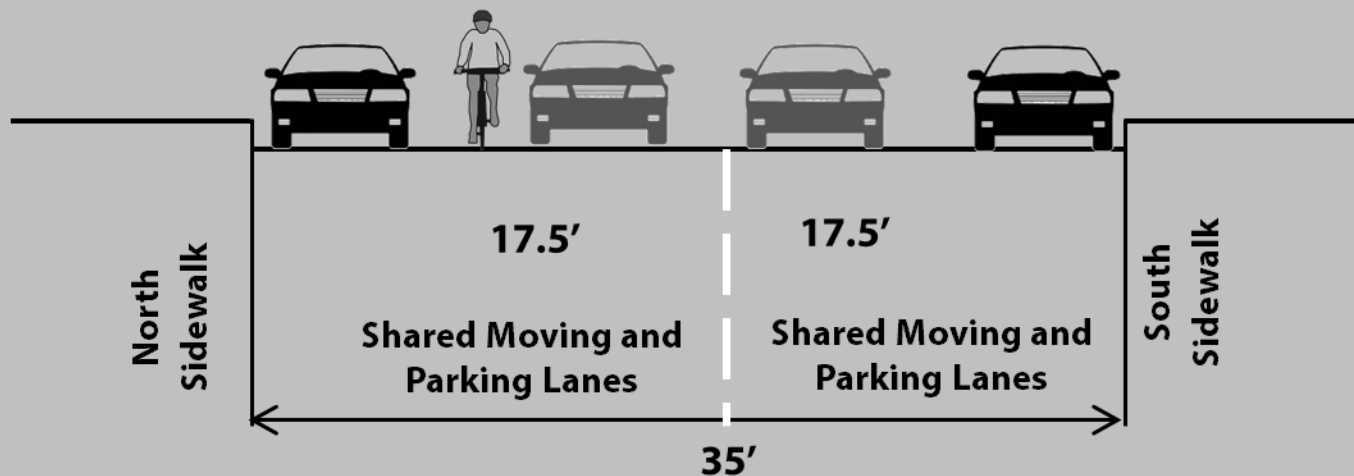 North
Sidewalk
17.5’
Shared Moving and
Parking Lanes
17.5’
Shared Moving and
Parking Lanes
South
Sidewalk
35’